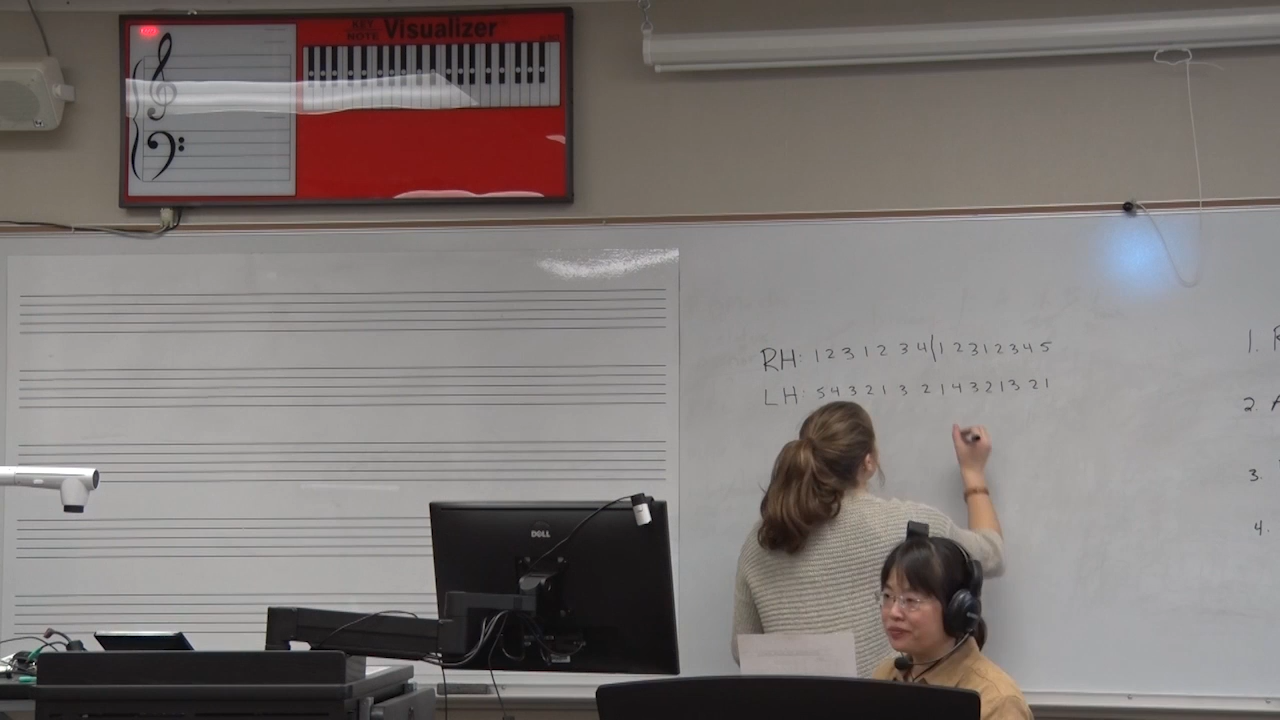 KEY NOTE Visualizer
RH: 1 2 3 1 2 3 4 ( 1 2 3 1 2 3 4 5
LH: 5 4 3 2 1 3 2 1 4 3 2 1 3 2 1
1. R
2. A
3.
4.
DELL